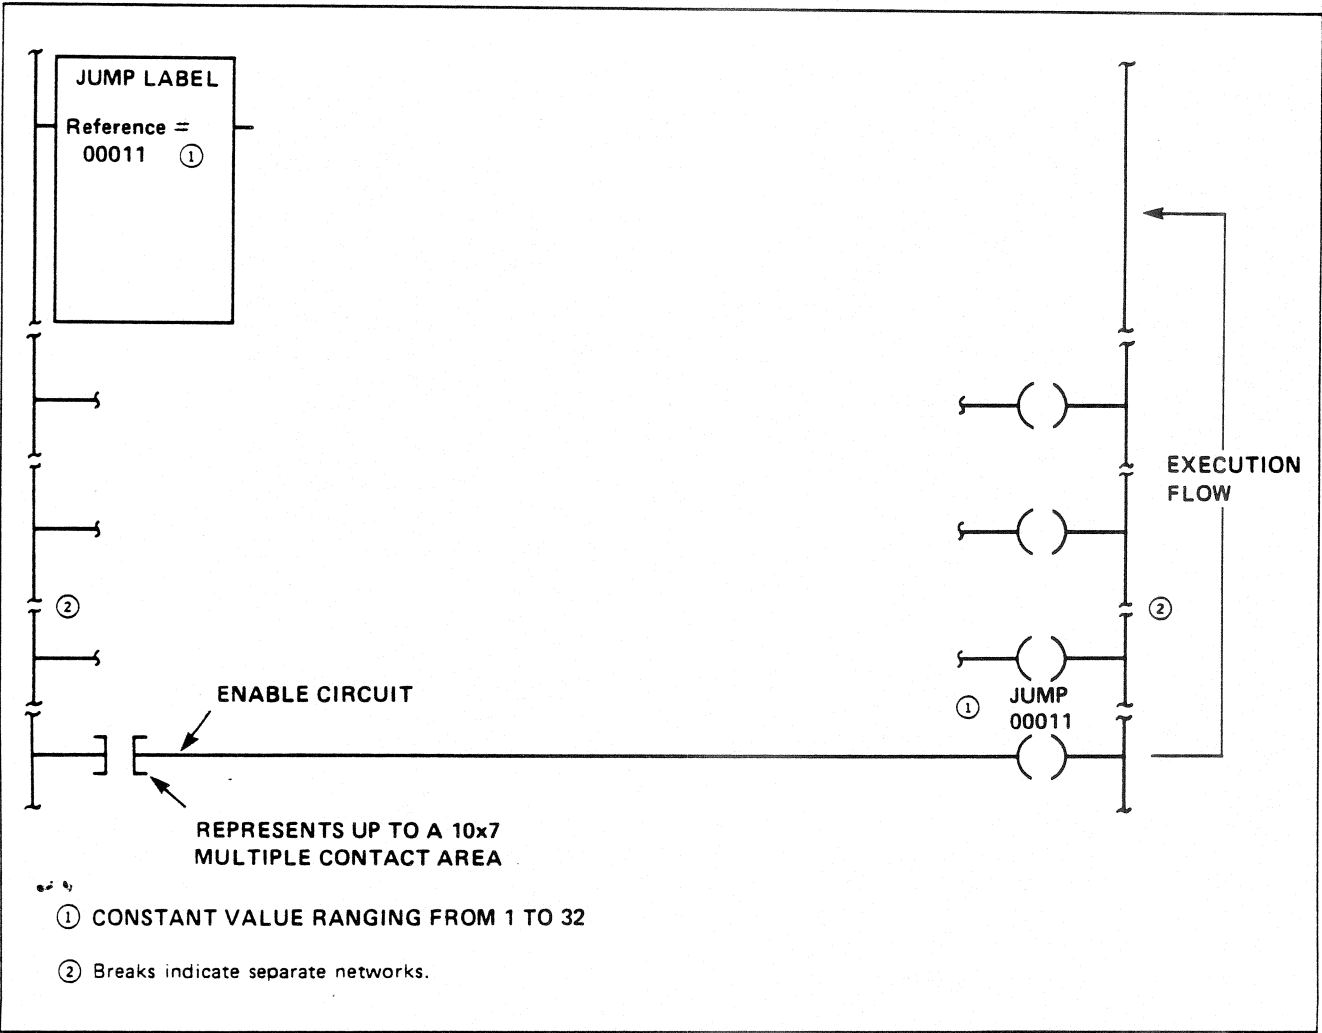 JUMP LABEL
Reference =
00011 ①
EXECUTION
FLOW
② ②
ENABLE CIRCUIT
① JUMP
00011
REPRESENTS UP TO A 10x7
MULTIPLE CONTACT AREA
① CONSTANT VALUE RANGING FROM 1 TO 32
② Breaks indicate separate networks.